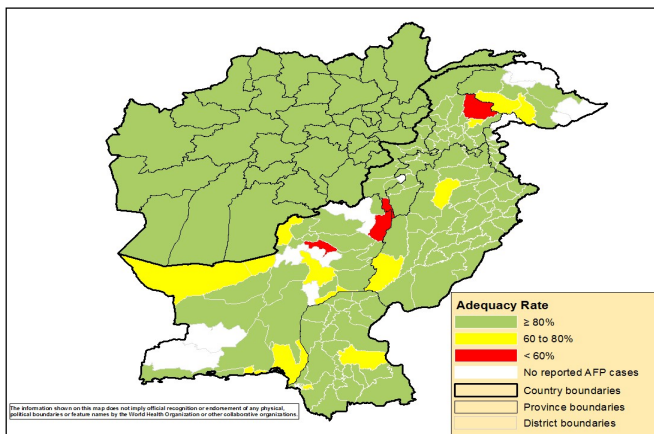 Adequacy Rate
≥ 80%
60 to 80%
< 60%
No reported AFP cases
Country boundaries
Province boundaries
District boundaries
The information shown on this map does not imply official recognition or endorsement of any physical,
political boundaries or feature names by the World Health Organization or other collaborative organizations.